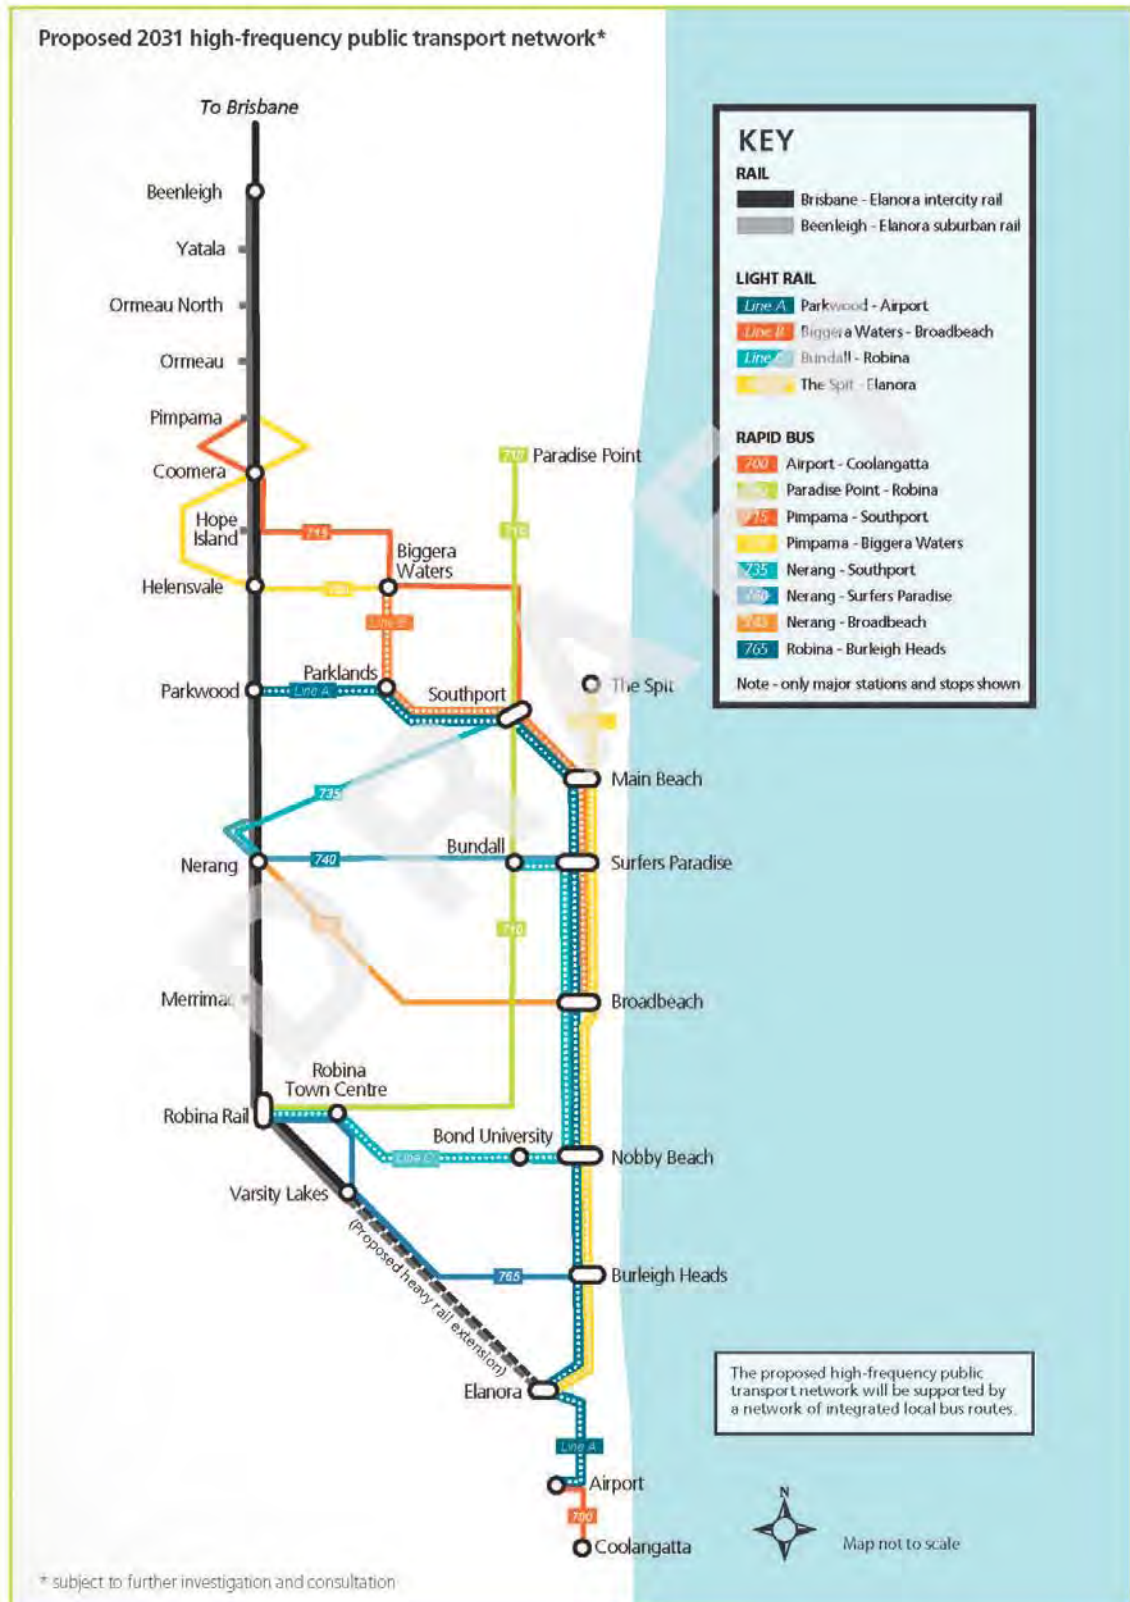 Proposed 2031 high-frequency public transport network*
To Brisbane
Beenleigh
Yatala
Ormeau North
Ormeau
Pimpama
Coomera
Hope
Island
Helensvale
Parkwood
Nerang
Robina Rail
Varsity Lakes
Elanora
710
Paradise Point
710
715
Biggera
Waters
Line B
Parklands
Line A
Southport
The Spit
Main Beach
735
740
Bundall
Surfers Paradise
710
Broadbeach
Robina
Town Centre
Bond University
Line C
Nobby Beach
(Proposed heavy rail extension)
765
Burleigh Heads
Line A
Airport
700
Coolangatta
KEY
RAIL
Brisbane - Elanora intercity rail
Beenleigh - Elanora suburban rail
LIGHT RAIL
Line A Parkwood - Airport
Line B Biggera Waters - Broadbeach
Line C Bundall - Robina
The Spit - Elanora
RAPID BUS
700 Airport - Coolangatta
Paradise Point - Robina
715 Pimpama - Southport
Pimpama - Biggera Waters
735 Nerang - Southport
740 Nerang - Surfers Paradise
Nerang - Broadbeach
765 Robina - Burleigh Heads
Note - only major stations and stops shown
The proposed high-frequency public
transport network will be supported by
a network of integrated local bus routes.
N
Map not to scale
* subject to further investigation and consultation
DRAFT